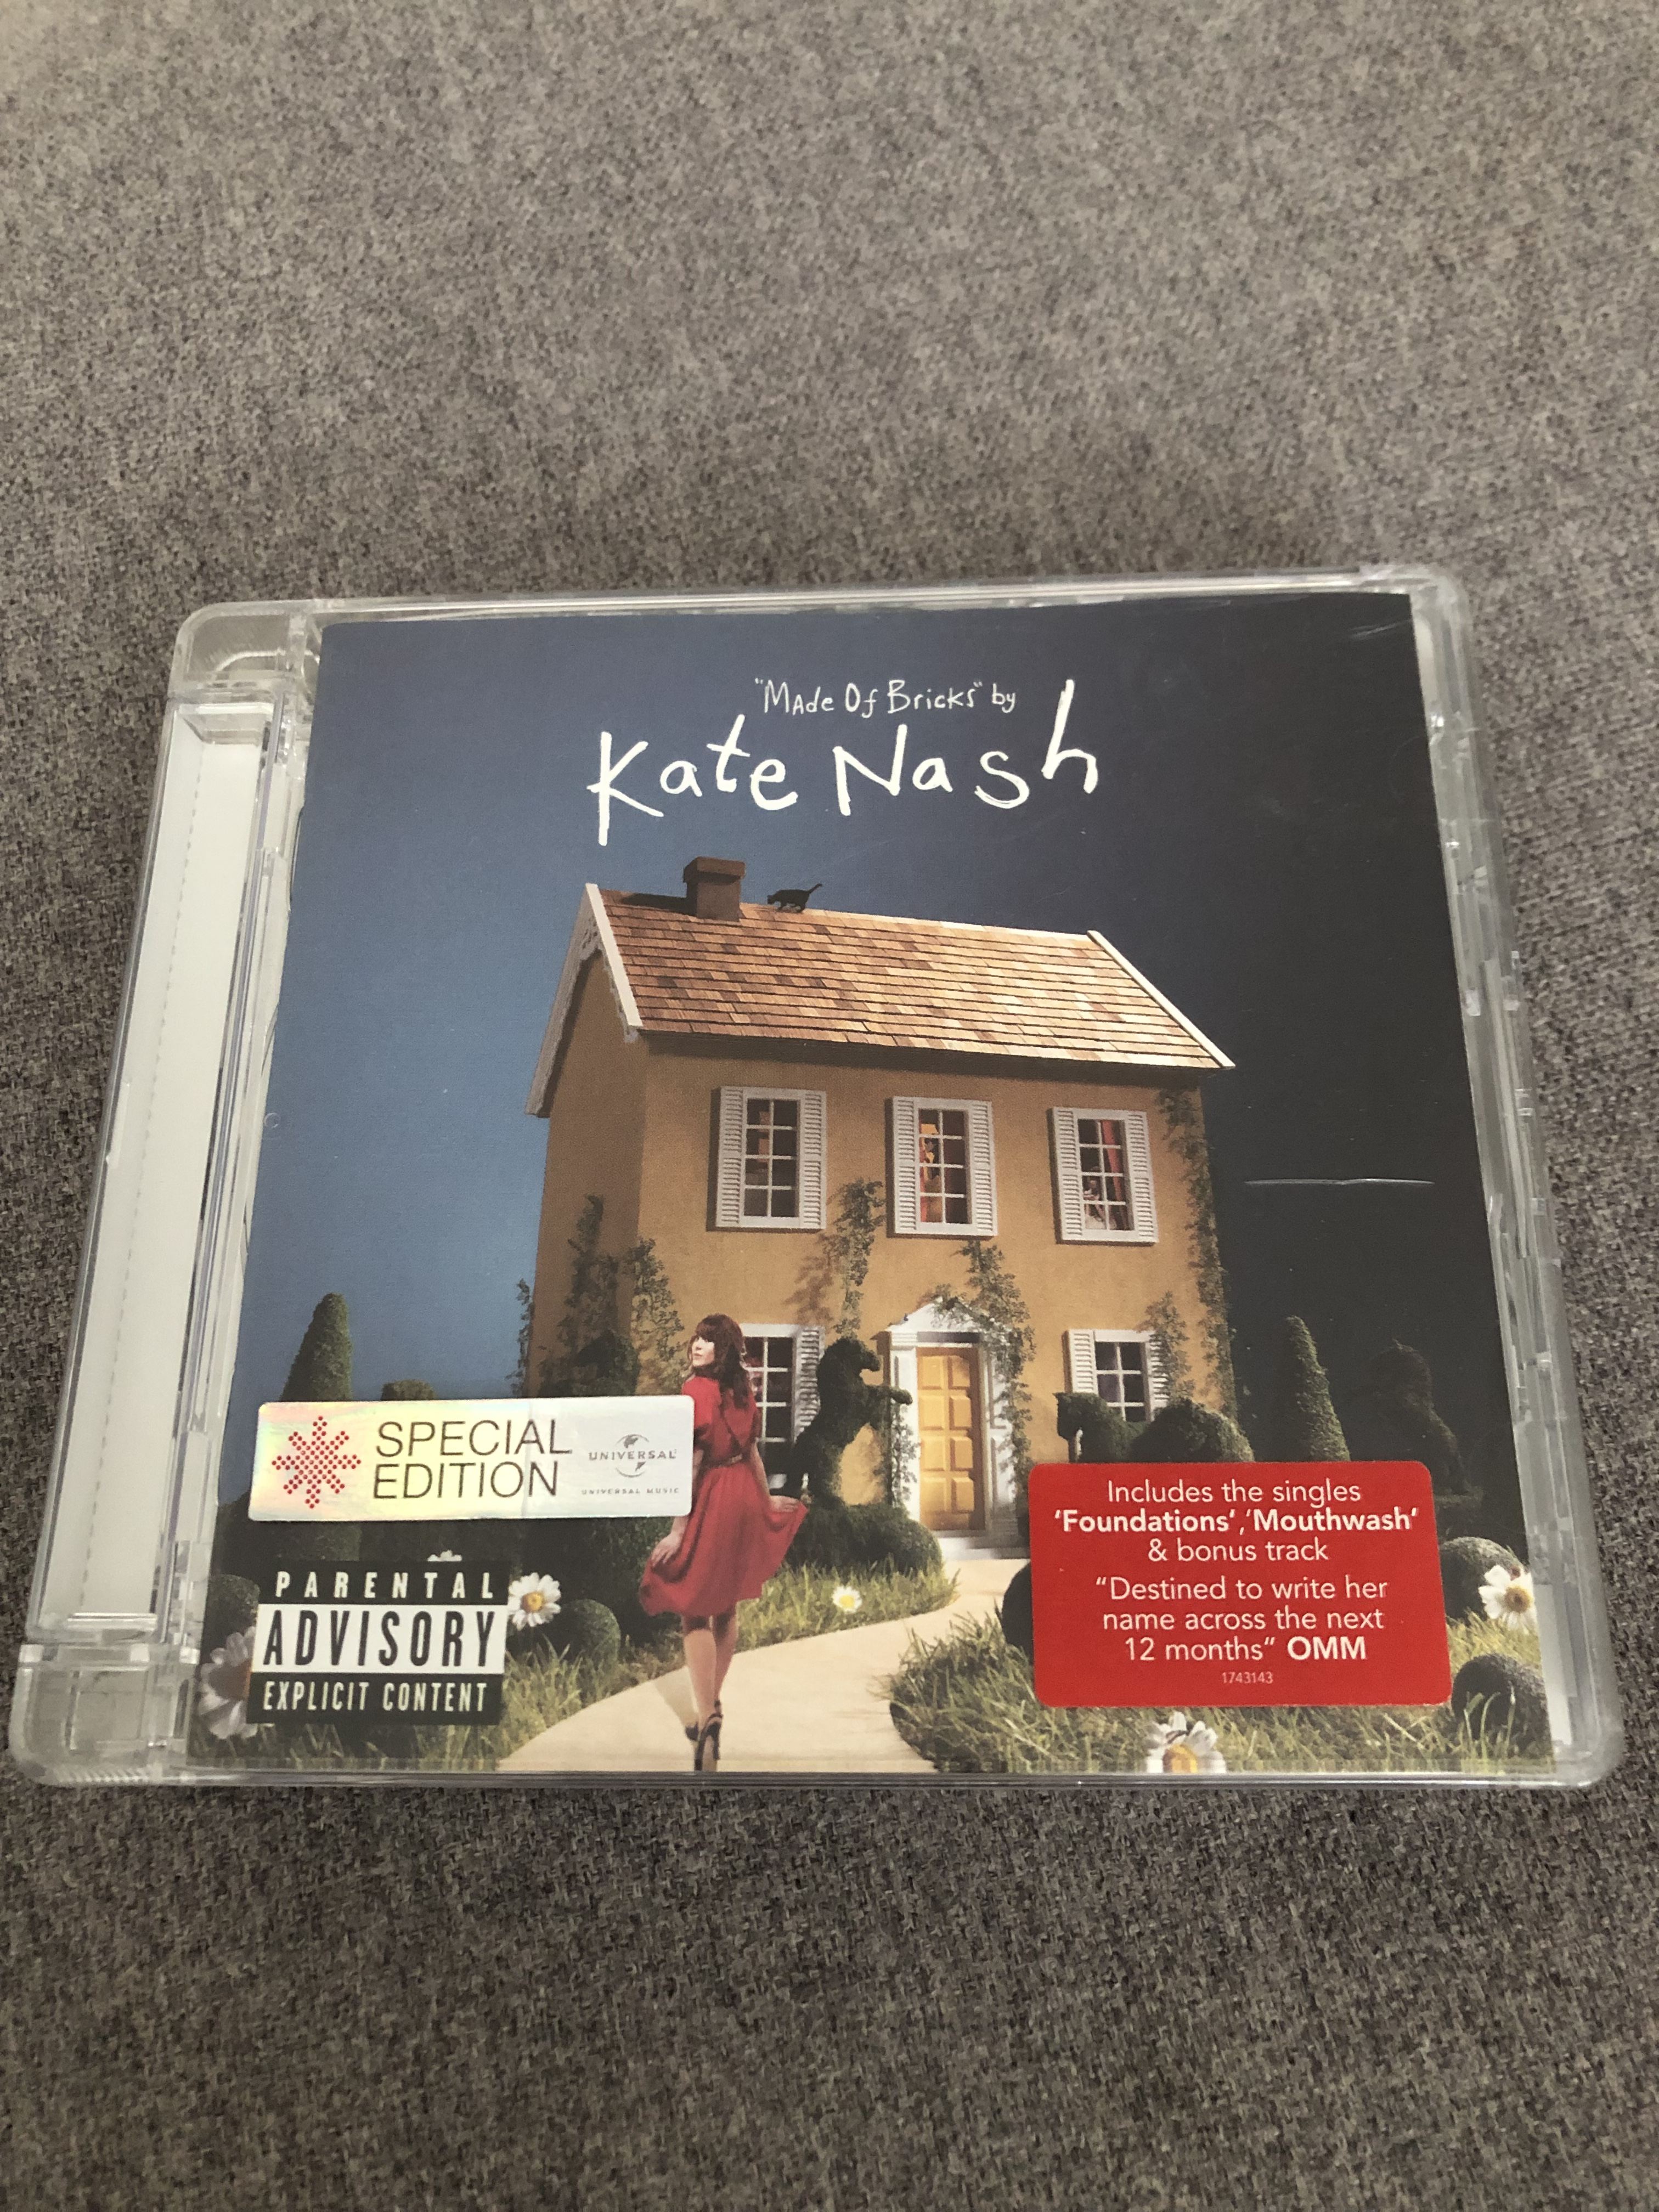 "Made Of Bricks" by
Kate Nash
SPECIAL
EDITION
UNIVERSAL
UNIVERSAL MUSIC
PARENTAL
ADVISORY
EXPLICIT CONTENT
Includes the singles
'Foundations','Mouthwash'
& bonus track
"Destined to write her
name across the next
12 months" OMM
1743143